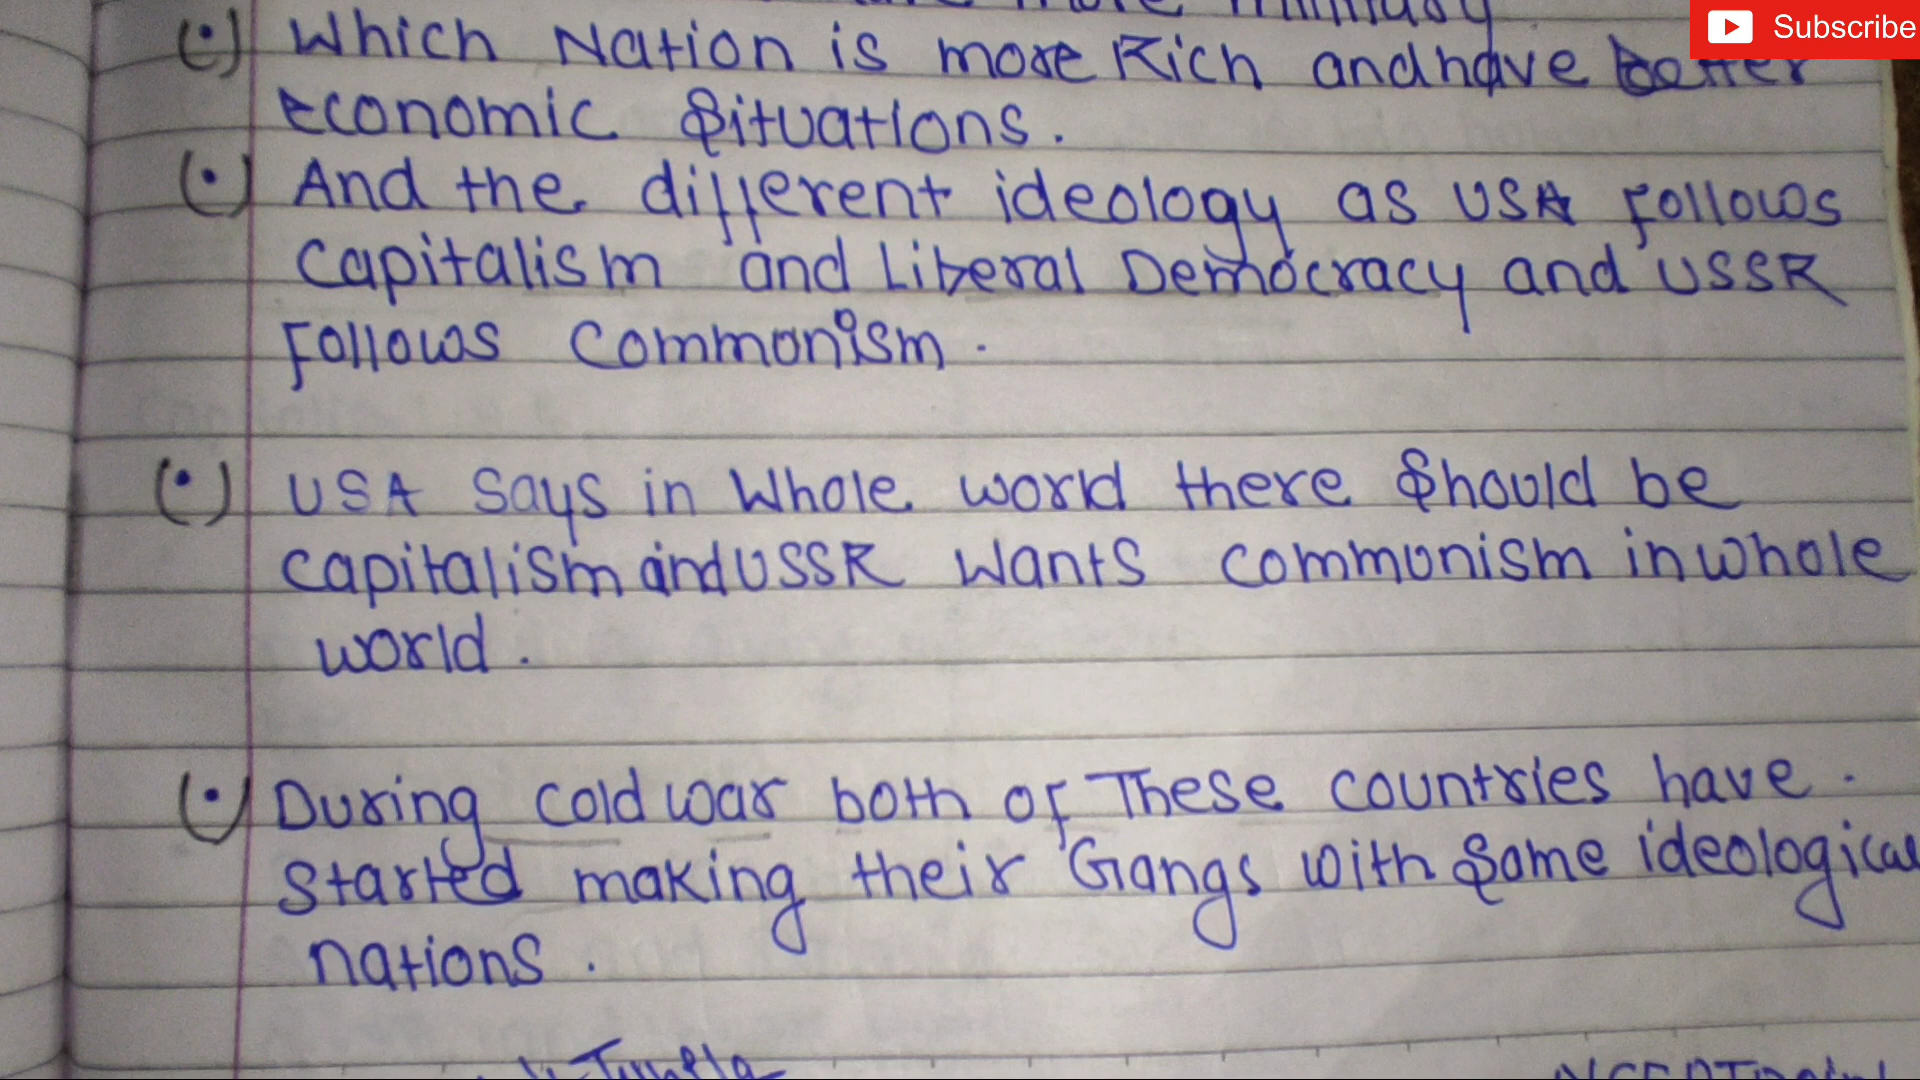 Subscribe
(•) Which Nation is more Rich and have better
economic situations.
(•) And the different ideology as USA Follows
Capitalism and Liberal Democracy and USSR
Follows Commonism.
(•) USA Says in Whole world there should be
capitalism and USSR wants communism in whole
world.
(•) During cold war both of These countries have.
Started making their Gangs with same ideological
nations.